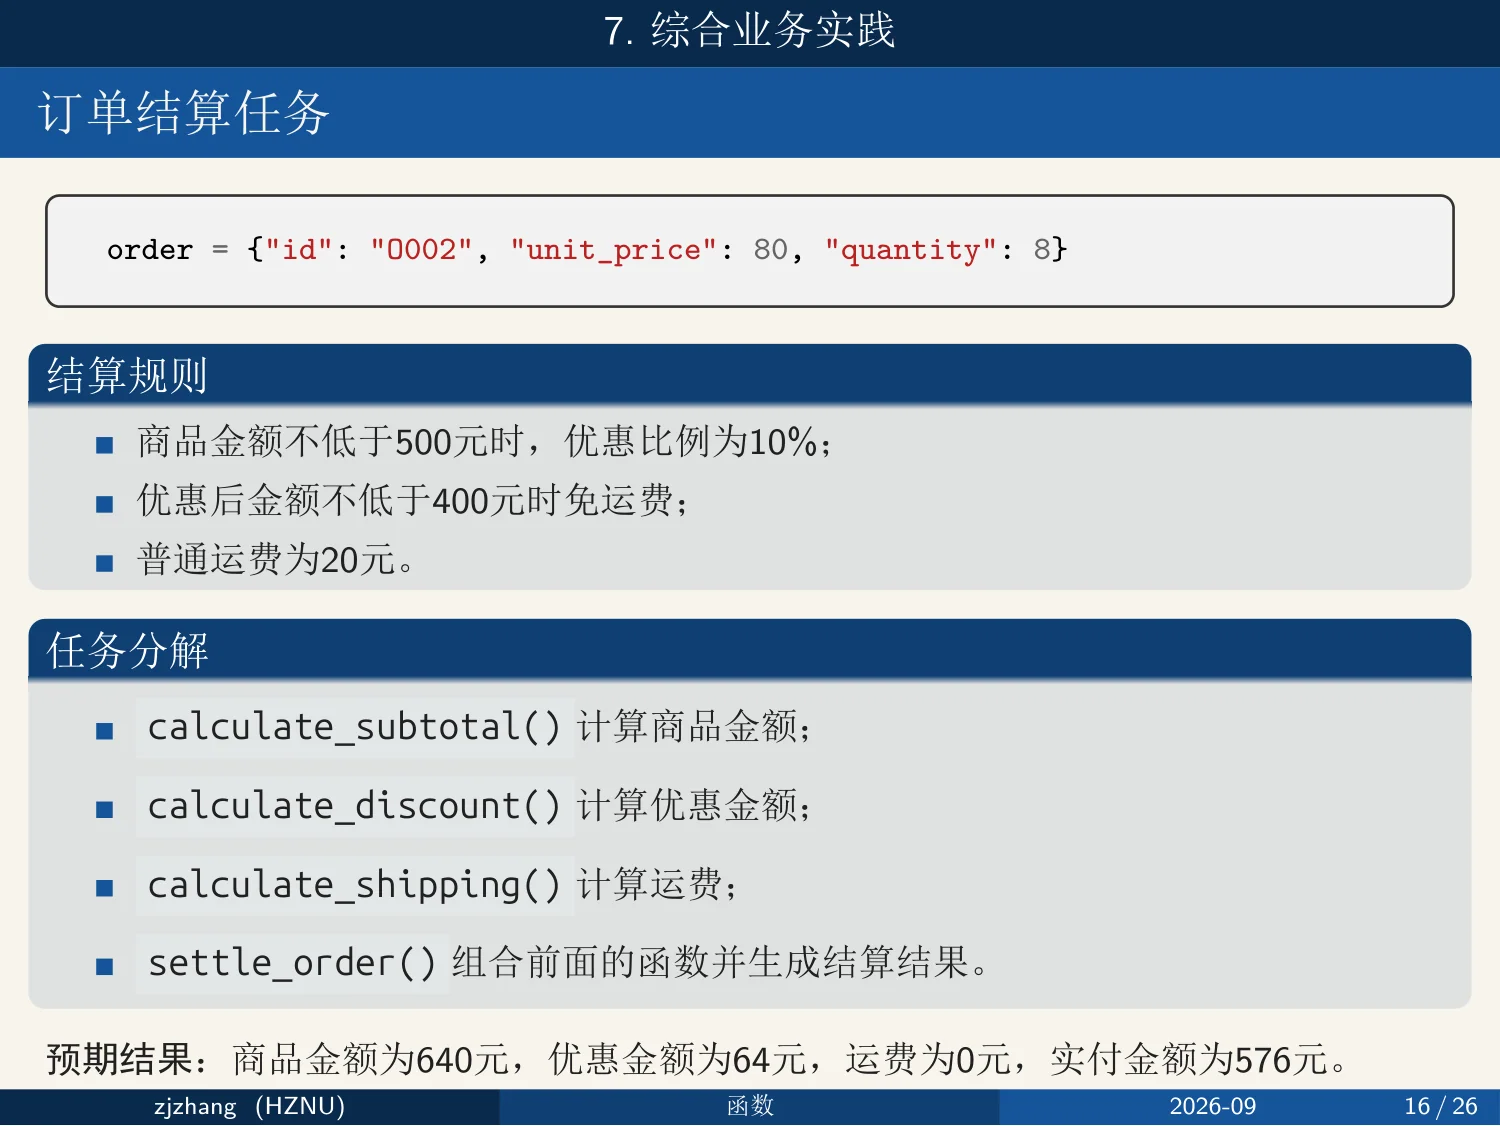 7. 综合业务实践
订单结算任务
order = {"id": "O002", "unit_price": 80, "quantity": 8}
结算规则
商品金额不低于500元时，优惠比例为10%；
优惠后金额不低于400元时免运费；
普通运费为20元。
任务分解
calculate_subtotal() 计算商品金额；
calculate_discount() 计算优惠金额；
calculate_shipping() 计算运费；
settle_order() 组合前面的函数并生成结算结果。
预期结果：商品金额为640元，优惠金额为64元，运费为0元，实付金额为576元。
zjzhang (HZNU) 函数 2026-09 16 / 26